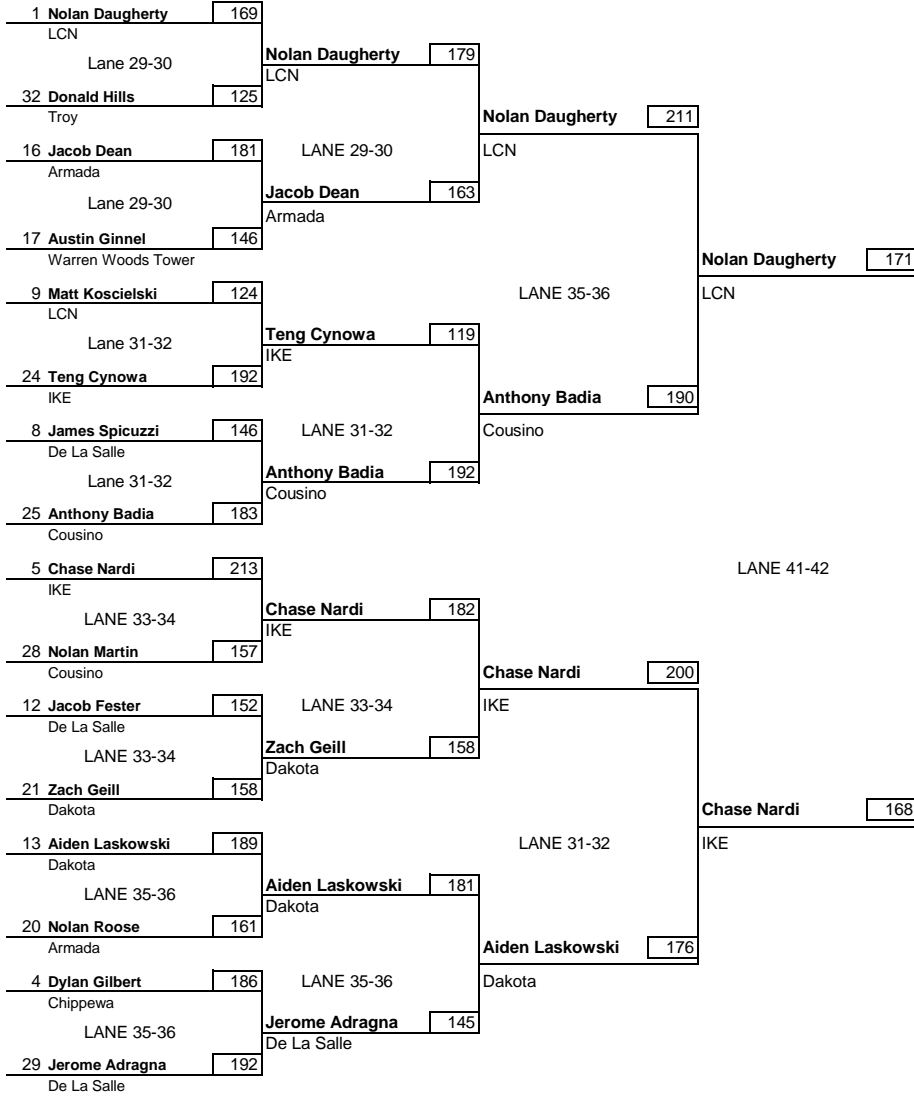 1 Nolan Daugherty 169
LCN
Lane 29-30
Nolan Daugherty 179
LCN
32 Donald Hills 125
Troy
Nolan Daugherty 211
LCN
16 Jacob Dean 181
Armada
LANE 29-30
Lane 29-30
Jacob Dean 163
Armada
17 Austin Ginnel 146
Warren Woods Tower
Nolan Daugherty 171
LCN
9 Matt Koscielski 124
LCN
LANE 35-36
Lane 31-32
Teng Cynowa 119
IKE
24 Teng Cynowa 192
IKE
Anthony Badia 190
Cousino
8 James Spicuzzi 146
De La Salle
LANE 31-32
Lane 31-32
Anthony Badia 192
Cousino
25 Anthony Badia 183
Cousino
5 Chase Nardi 213
IKE
LANE 41-42
LANE 33-34
Chase Nardi 182
IKE
28 Nolan Martin 157
Cousino
Chase Nardi 200
IKE
12 Jacob Fester 152
De La Salle
LANE 33-34
LANE 33-34
Zach Geill 158
Dakota
21 Zach Geill 158
Dakota
Chase Nardi 168
IKE
13 Aiden Laskowski 189
Dakota
LANE 31-32
LANE 35-36
Aiden Laskowski 181
Dakota
20 Nolan Roose 161
Armada
Aiden Laskowski 176
Dakota
4 Dylan Gilbert 186
Chippewa
LANE 35-36
LANE 35-36
Jerome Adragna 145
De La Salle
29 Jerome Adragna 192
De La Salle